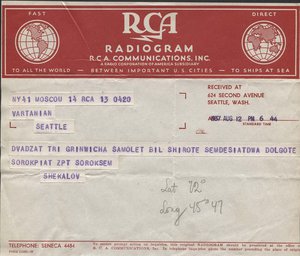 FAST
RCA
DIRECT
RADIOGRAM
R.C.A. COMMUNICATIONS, INC.
A RADIO CORPORATION OF AMERICA SUBSIDIARY
TO ALL THE WORLD — BETWEEN IMPORTANT U.S. CITIES — TO SHIPS AT SEA
RECEIVED AT
624 SECOND AVENUE
SEATTLE, WASH.
NY41 MOSCOW 14 RCA 13 0420
1937 AUG 12 PM 6 44
STANDARD TIME
VARTANIAN
SEATTLE
DVADZAT TRI GRINWICHA SAMOLET BIL SHIROTE SEMDESIATDWA DOLGOTE
SOROKPIAT ZPT SOROKSEM
SHEKALOV
Lat 72°
Long 45° 47
TELEPHONE: SENECA 4484